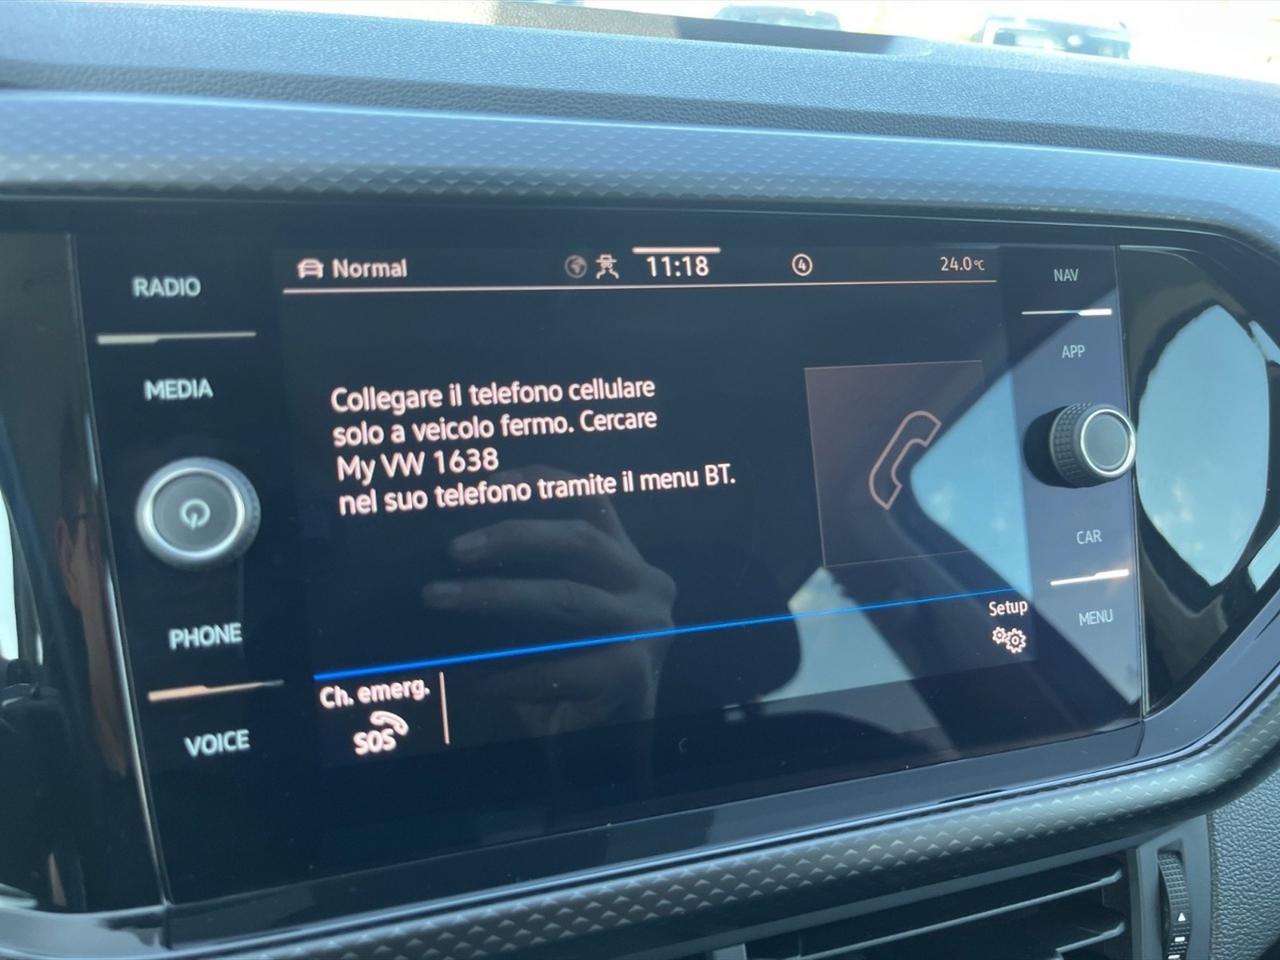 RADIO
MEDIA
PHONE
VOICE
Normal
11:18
4
24.0°C
Collegare il telefono cellulare
solo a veicolo fermo. Cercare
My VW 1638
nel suo telefono tramite il menu BT.
Ch. emerg.
SOS
Setup
NAV
APP
CAR
MENU